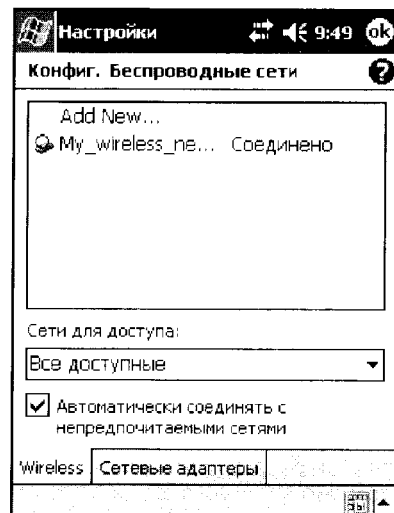 Настройки 9:49 ok
Конфиг. Беспроводные сети ?
Add New...
My_wireless_ne... Соединено
Сети для доступа:
Все доступные
Автоматически соединять с
непредпочитаемыми сетями
Wireless Сетевые адаптеры